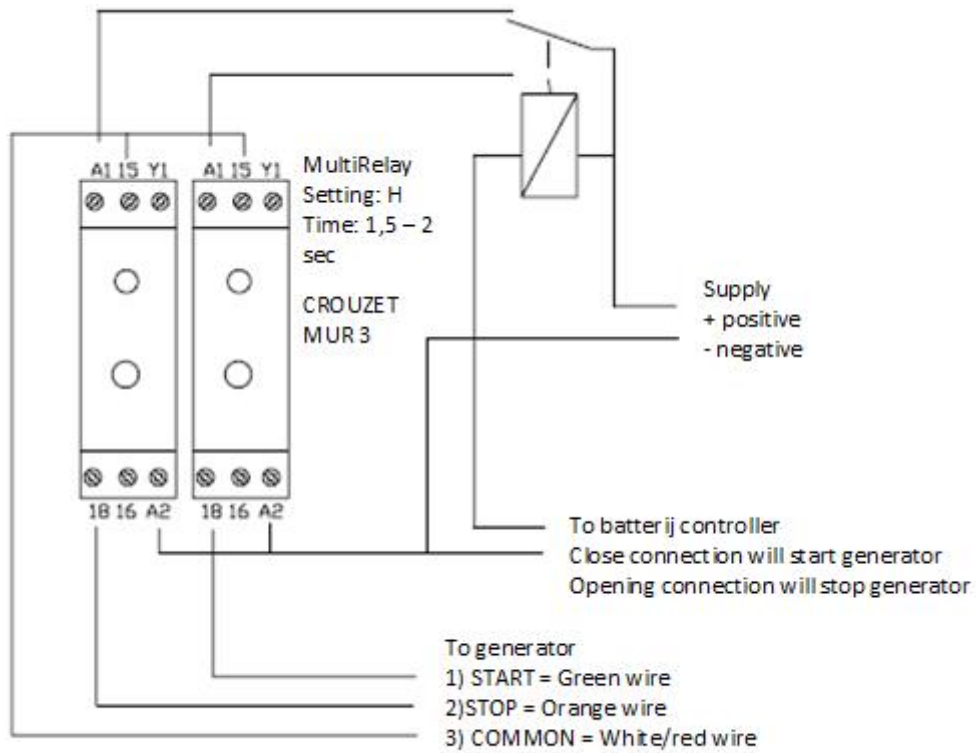 A1 15 Y1
A1 15 Y1
MultiRelay
Setting: H
Time: 1,5 – 2
sec
CROUZET
MUR 3
Supply
+ positive
- negative
18 16 A2
18 16 A2
To batterij controller
Close connection will start generator
Opening connection will stop generator
To generator
1) START = Green wire
2)STOP = Orange wire
3) COMMON = White/red wire